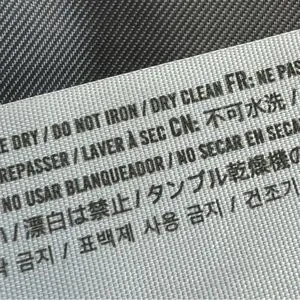 E DRY / DO NOT IRON / DRY CLEAN FR: NE PAS
REPASSER / LAVER À SEC CN: 不可水洗 /
NO USAR BLANQUEADOR / NO SECAR EN SECA
/ 漂白は禁止 / タンブル乾燥機の
금지 / 표백제 사용 금지 / 건조기